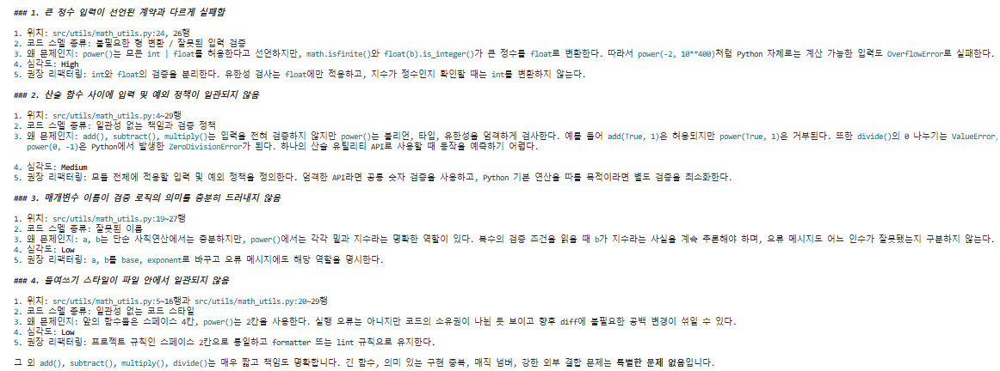 ### 1. 큰 정수 입력이 선언된 계약과 다르게 실패함
1. 위치: src/utils/math_utils.py:24, 26행
2. 코드 스멜 종류: 불필요한 형 변환 / 잘못된 입력 검증
3. 왜 문제인지: power()는 모든 int | float를 허용한다고 선언하지만, math.isfinite()와 float(b).is_integer()가 큰 정수를 float로 변환한다. 따라서 power(-2, 10**400)처럼 Python 자체로는 계산 가능한 입력도 OverflowError로 실패한다.
4. 심각도: High
5. 권장 리팩터링: int와 float의 검증을 분리한다. 유한성 검사는 float에만 적용하고, 지수가 정수인지 확인할 때는 int를 변환하지 않는다.
### 2. 산술 함수 사이에 입력 및 예외 정책이 일관되지 않음
1. 위치: src/utils/math_utils.py:4~29행
2. 코드 스멜 종류: 일관성 없는 책임과 검증 정책
3. 왜 문제인지: add(), subtract(), multiply()는 입력을 전혀 검증하지 않지만 power()는 불리언, 타입, 유한성을 엄격하게 검사한다. 예를 들어 add(True, 1)은 허용되지만 power(True, 1)은 거부된다. 또한 divide()의 0 나누기는 ValueError,
power(0, -1)은 Python에서 발생한 ZeroDivisionError가 된다. 하나의 산술 유틸리티 API로 사용할 때 동작을 예측하기 어렵다.
4. 심각도: Medium
5. 권장 리팩터링: 모듈 전체에 적용할 입력 및 예외 정책을 정의한다. 엄격한 API라면 공통 숫자 검증을 사용하고, Python 기본 연산을 따를 목적이라면 별도 검증을 최소화한다.
### 3. 매개변수 이름이 검증 로직의 의미를 충분히 드러내지 않음
1. 위치: src/utils/math_utils.py:19~27행
2. 코드 스멜 종류: 잘못된 이름
3. 왜 문제인지: a, b는 단순 사칙연산에서는 충분하지만, power()에서는 각각 밑과 지수라는 명확한 역할이 있다. 복수의 검증 조건을 읽을 때 b가 지수라는 사실을 계속 추론해야 하며, 오류 메시지도 어느 인수가 잘못됐는지 구분하지 않는다.
4. 심각도: Low
5. 권장 리팩터링: a, b를 base, exponent로 바꾸고 오류 메시지에도 해당 역할을 명시한다.
### 4. 들여쓰기 스타일이 파일 안에서 일관되지 않음
1. 위치: src/utils/math_utils.py:5~16행과 src/utils/math_utils.py:20~29행
2. 코드 스멜 종류: 일관성 없는 코드 스타일
3. 왜 문제인지: 앞의 함수들은 스페이스 4칸, power()는 2칸을 사용한다. 실행 오류는 아니지만 코드의 소유권이 나뉜 듯 보이고 향후 diff에 불필요한 공백 변경이 섞일 수 있다.
4. 심각도: Low
5. 권장 리팩터링: 프로젝트 규칙인 스페이스 2칸으로 통일하고 formatter 또는 lint 규칙으로 유지한다.
그 외 add(), subtract(), multiply(), divide()는 매우 짧고 책임도 명확합니다. 긴 함수, 의미 있는 구현 중복, 매직 넘버, 강한 외부 결합 문제는 특별한 문제 없음입니다.